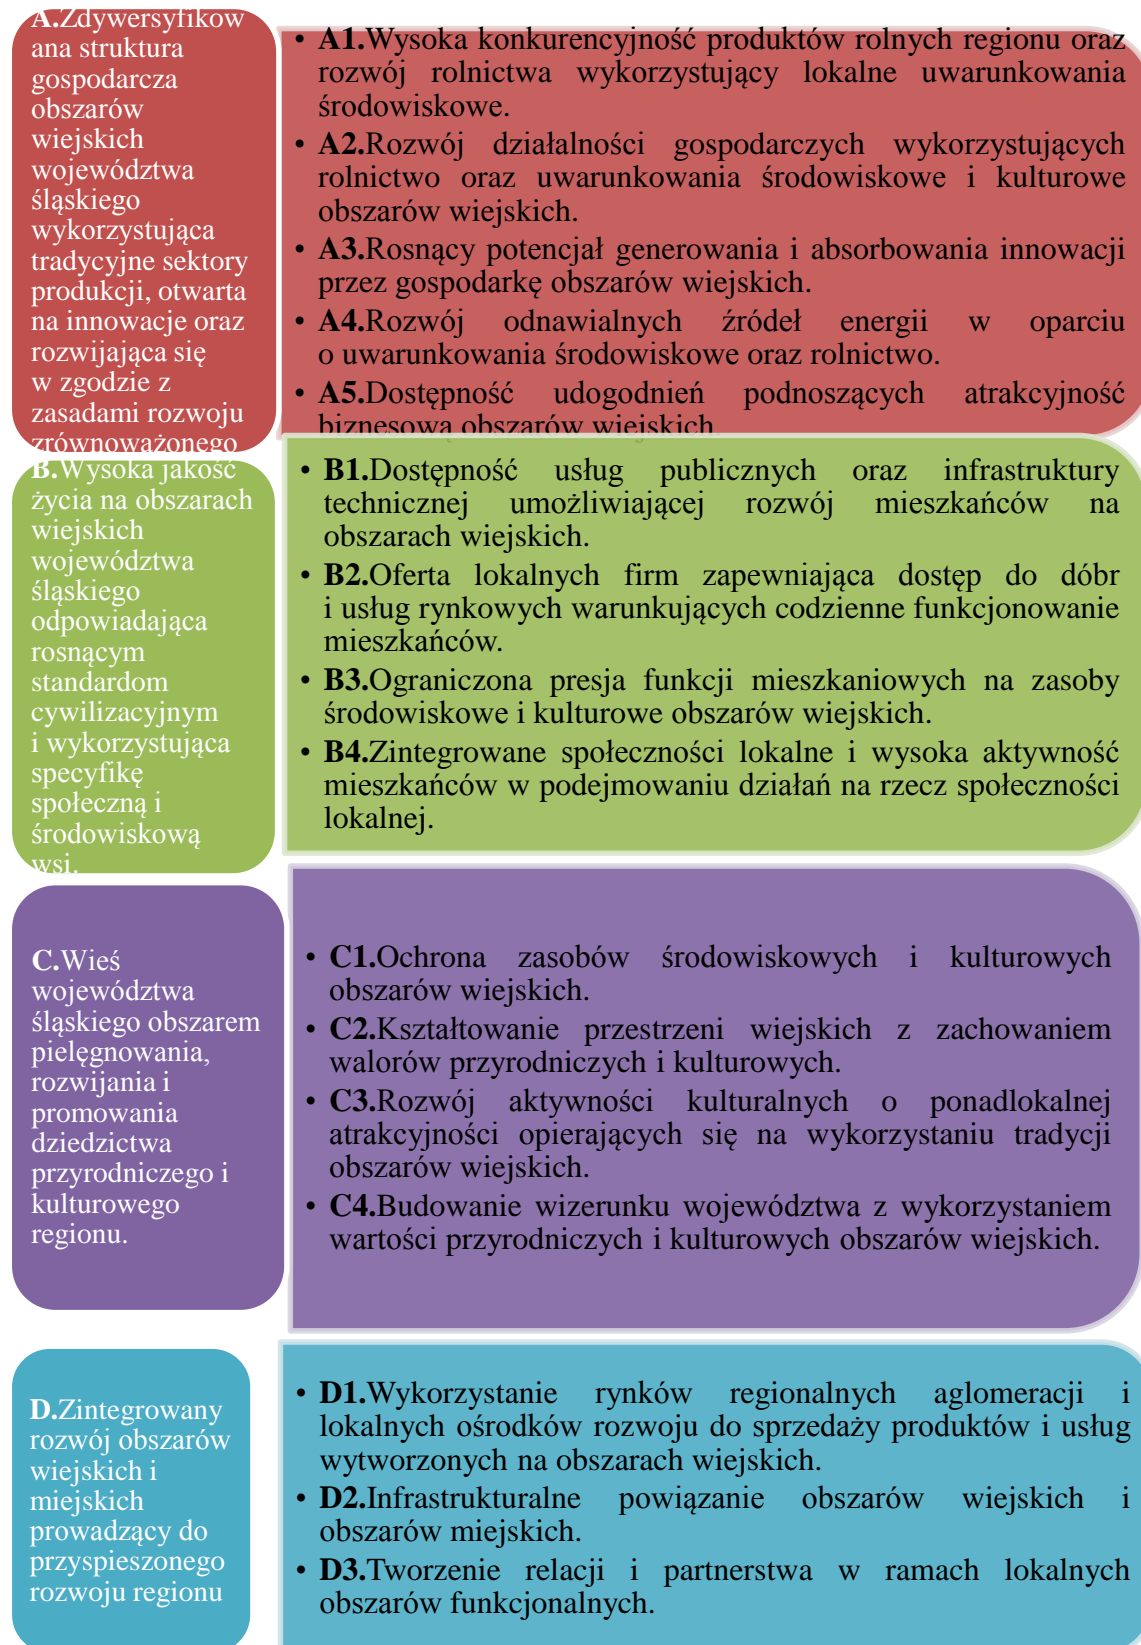 A.Zdywersyfikow
ana struktura
gospodarcza
obszarów
wiejskich
województwa
śląskiego
wykorzystująca
tradycyjne sektory
produkcji, otwarta
na innowacje oraz
rozwijająca się
w zgodzie z
zasadami rozwoju
zrównoważonego
• A1.Wysoka konkurencyjność produktów rolnych regionu oraz
rozwój rolnictwa wykorzystujący lokalne uwarunkowania
środowiskowe.
• A2.Rozwój działalności gospodarczych wykorzystujących
rolnictwo oraz uwarunkowania środowiskowe i kulturowe
obszarów wiejskich.
• A3.Rosnący potencjał generowania i absorbowania innowacji
przez gospodarkę obszarów wiejskich.
• A4.Rozwój odnawialnych źródeł energii w oparciu
o uwarunkowania środowiskowe oraz rolnictwo.
• A5.Dostępność udogodnień podnoszących atrakcyjność
biznesową obszarów wiejskich.
B.Wysoka jakość
życia na obszarach
wiejskich
województwa
śląskiego
odpowiadająca
rosnącym
standardom
cywilizacyjnym
i wykorzystująca
specyfikę
społeczną i
środowiskową
wsi.
• B1.Dostępność usług publicznych oraz infrastruktury
technicznej umożliwiającej rozwój mieszkańców na
obszarach wiejskich.
• B2.Oferta lokalnych firm zapewniająca dostęp do dóbr
i usług rynkowych warunkujących codzienne funkcjonowanie
mieszkańców.
• B3.Ograniczona presja funkcji mieszkaniowych na zasoby
środowiskowe i kulturowe obszarów wiejskich.
• B4.Zintegrowane społeczności lokalne i wysoka aktywność
mieszkańców w podejmowaniu działań na rzecz społeczności
lokalnej.
C.Wieś
województwa
śląskiego obszarem
pielęgnowania,
rozwijania i
promowania
dziedzictwa
przyrodniczego i
kulturowego
regionu.
• C1.Ochrona zasobów środowiskowych i kulturowych
obszarów wiejskich.
• C2.Kształtowanie przestrzeni wiejskich z zachowaniem
walorów przyrodniczych i kulturowych.
• C3.Rozwój aktywności kulturalnych o ponadlokalnej
atrakcyjności opierających się na wykorzystaniu tradycji
obszarów wiejskich.
• C4.Budowanie wizerunku województwa z wykorzystaniem
wartości przyrodniczych i kulturowych obszarów wiejskich.
D.Zintegrowany
rozwój obszarów
wiejskich i
miejskich
prowadzący do
przyspieszonego
rozwoju regionu
• D1.Wykorzystanie rynków regionalnych aglomeracji i
lokalnych ośrodków rozwoju do sprzedaży produktów i usług
wytworzonych na obszarach wiejskich.
• D2.Infrastrukturalne powiązanie obszarów wiejskich i
obszarów miejskich.
• D3.Tworzenie relacji i partnerstwa w ramach lokalnych
obszarów funkcjonalnych.